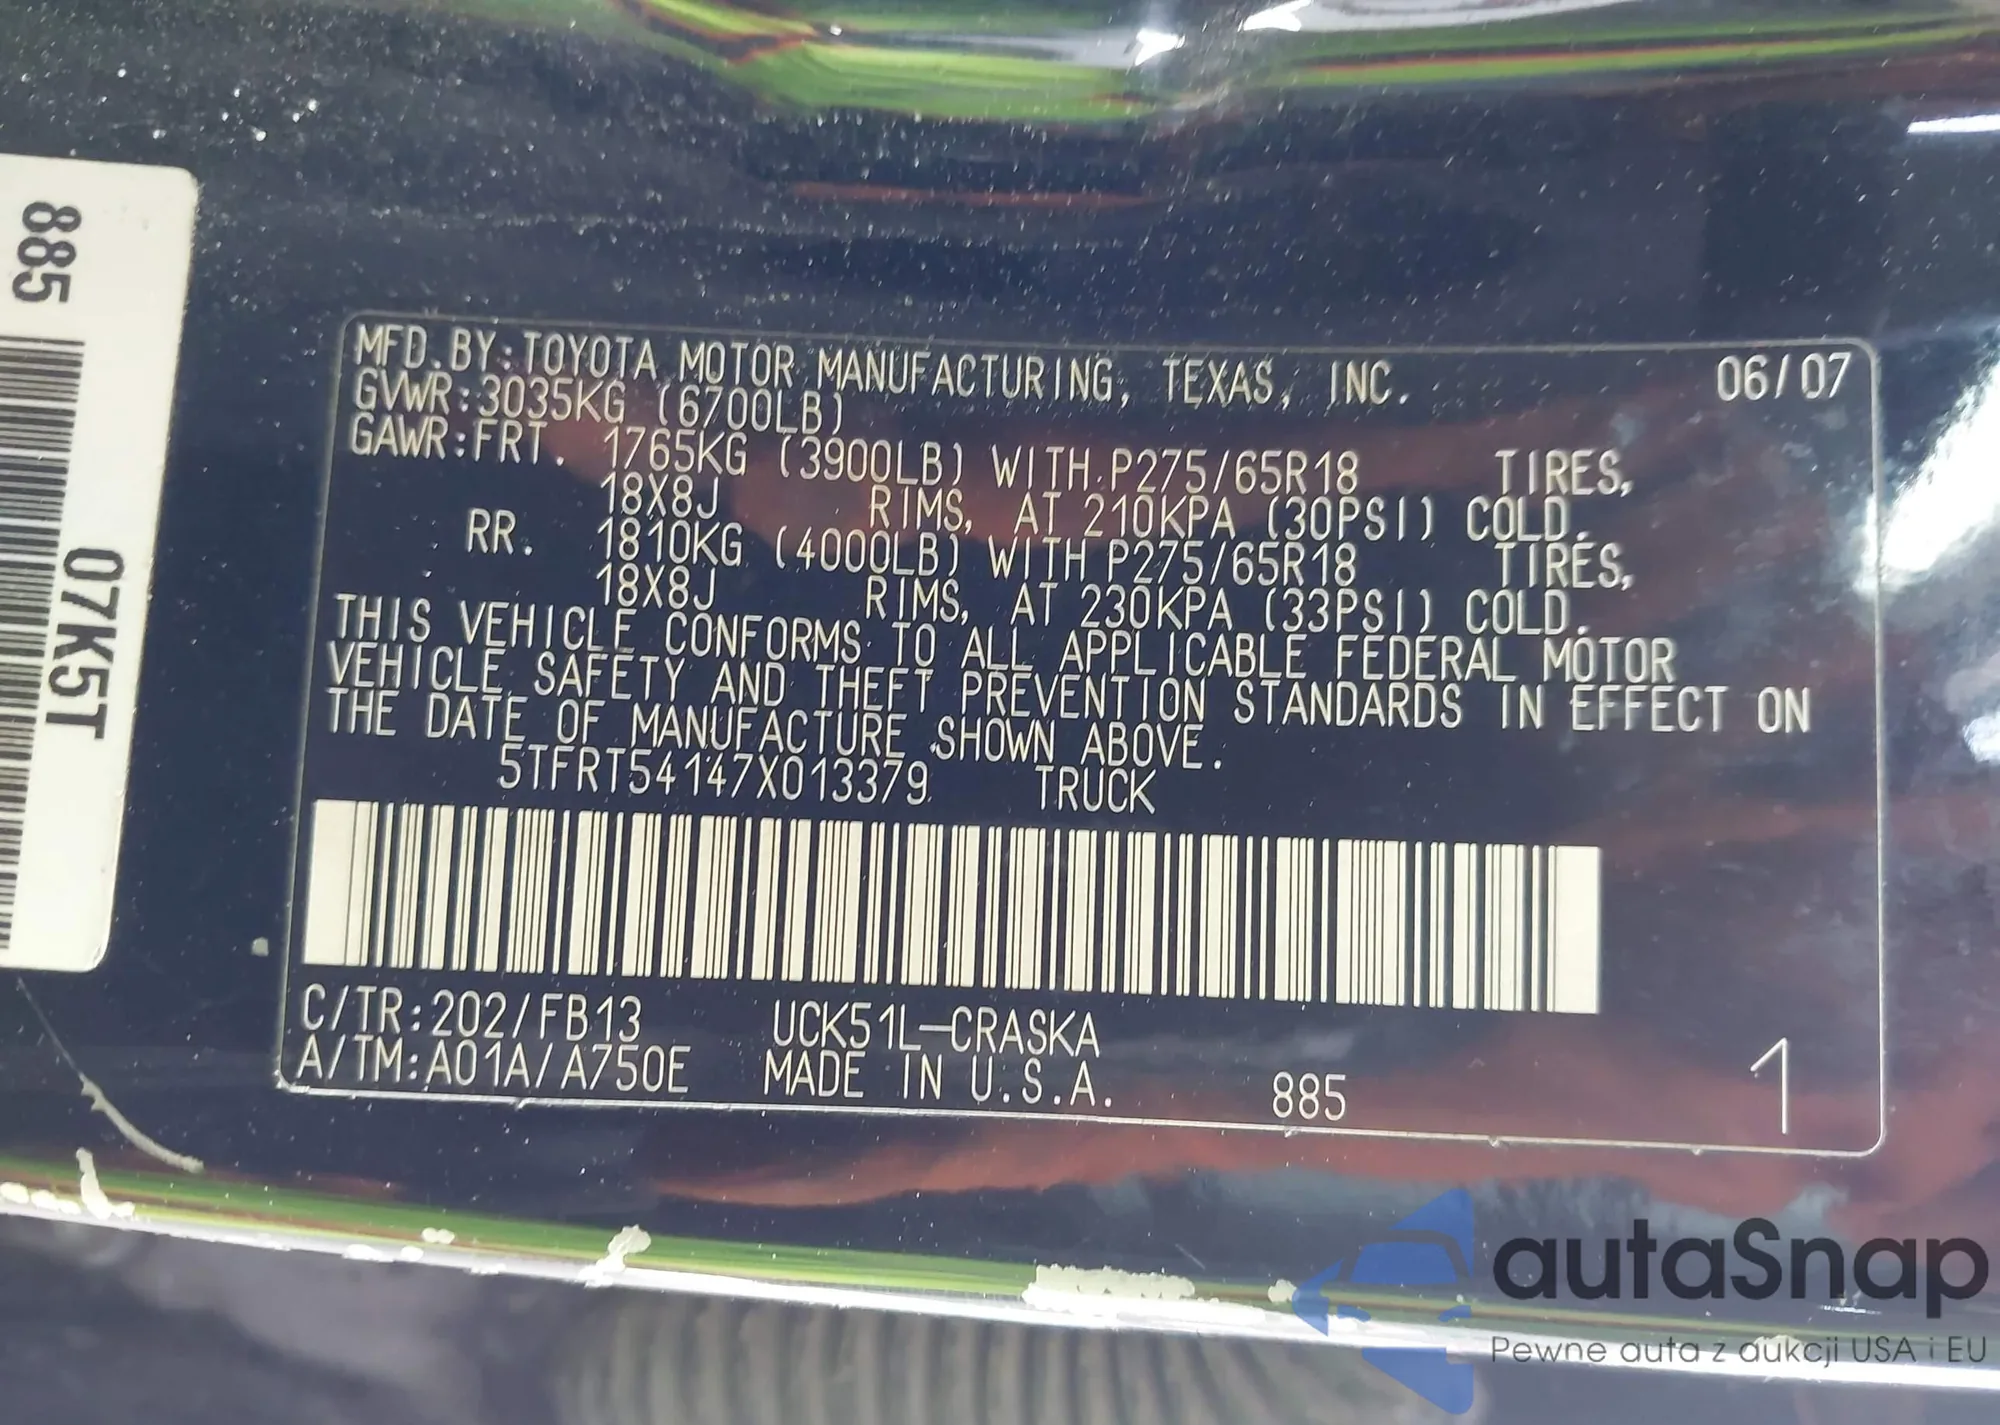 885
07K5T
MFD.BY:TOYOTA MOTOR MANUFACTURING, TEXAS, INC. 06/07
GVWR:3035KG (6700LB)
GAWR:FRT. 1765KG (3900LB) WITH P275/65R18 TIRES,
18X8J RIMS, AT 210KPA (30PSI) COLD.
RR. 1810KG (4000LB) WITH P275/65R18 TIRES,
18X8J RIMS, AT 230KPA (33PSI) COLD.
THIS VEHICLE CONFORMS TO ALL APPLICABLE FEDERAL MOTOR
VEHICLE SAFETY AND THEFT PREVENTION STANDARDS IN EFFECT ON
THE DATE OF MANUFACTURE SHOWN ABOVE.
5TFRT54147X013379 TRUCK
C/TR:202/FB13 UCK51L-CRASKA
A/TM:A01A/A750E MADE IN U.S.A. 885 1
autaSnap
Pewne auta z aukcji USA i EU